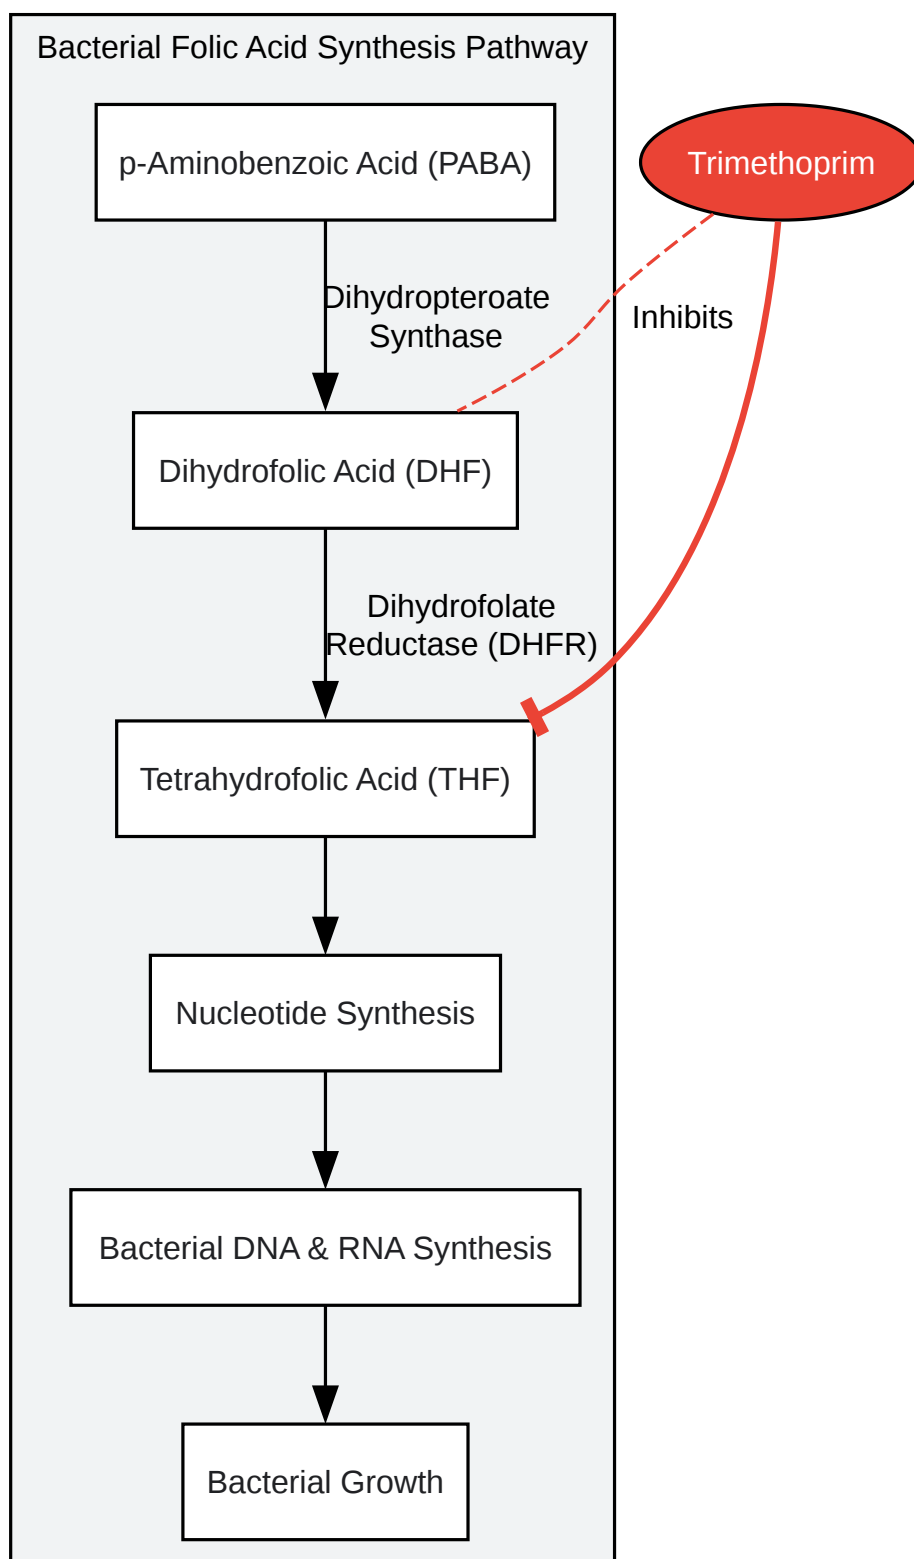 Bacterial Folic Acid Synthesis Pathway
p-Aminobenzoic Acid (PABA)
Trimethoprim
Dihydropteroate
Synthase
Inhibits
Dihydrofolic Acid (DHF)
Dihydrofolate
Reductase (DHFR)
Tetrahydrofolic Acid (THF)
Nucleotide Synthesis
Bacterial DNA & RNA Synthesis
Bacterial Growth